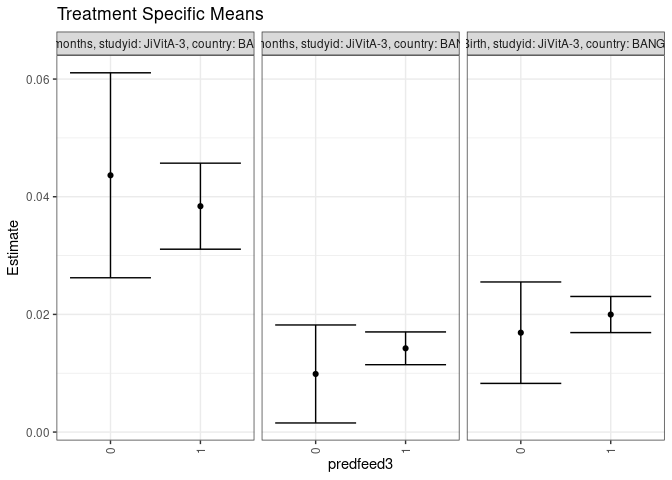 Treatment Specific Means
months, studyid: JiVitA-3, country: BAN
months, studyid: JiVitA-3, country: BAN
Birth, studyid: JiVitA-3, country: BANG
0.06
0.04
0.02
0.00
Estimate
0 1 0 1 0 1
predfeed3